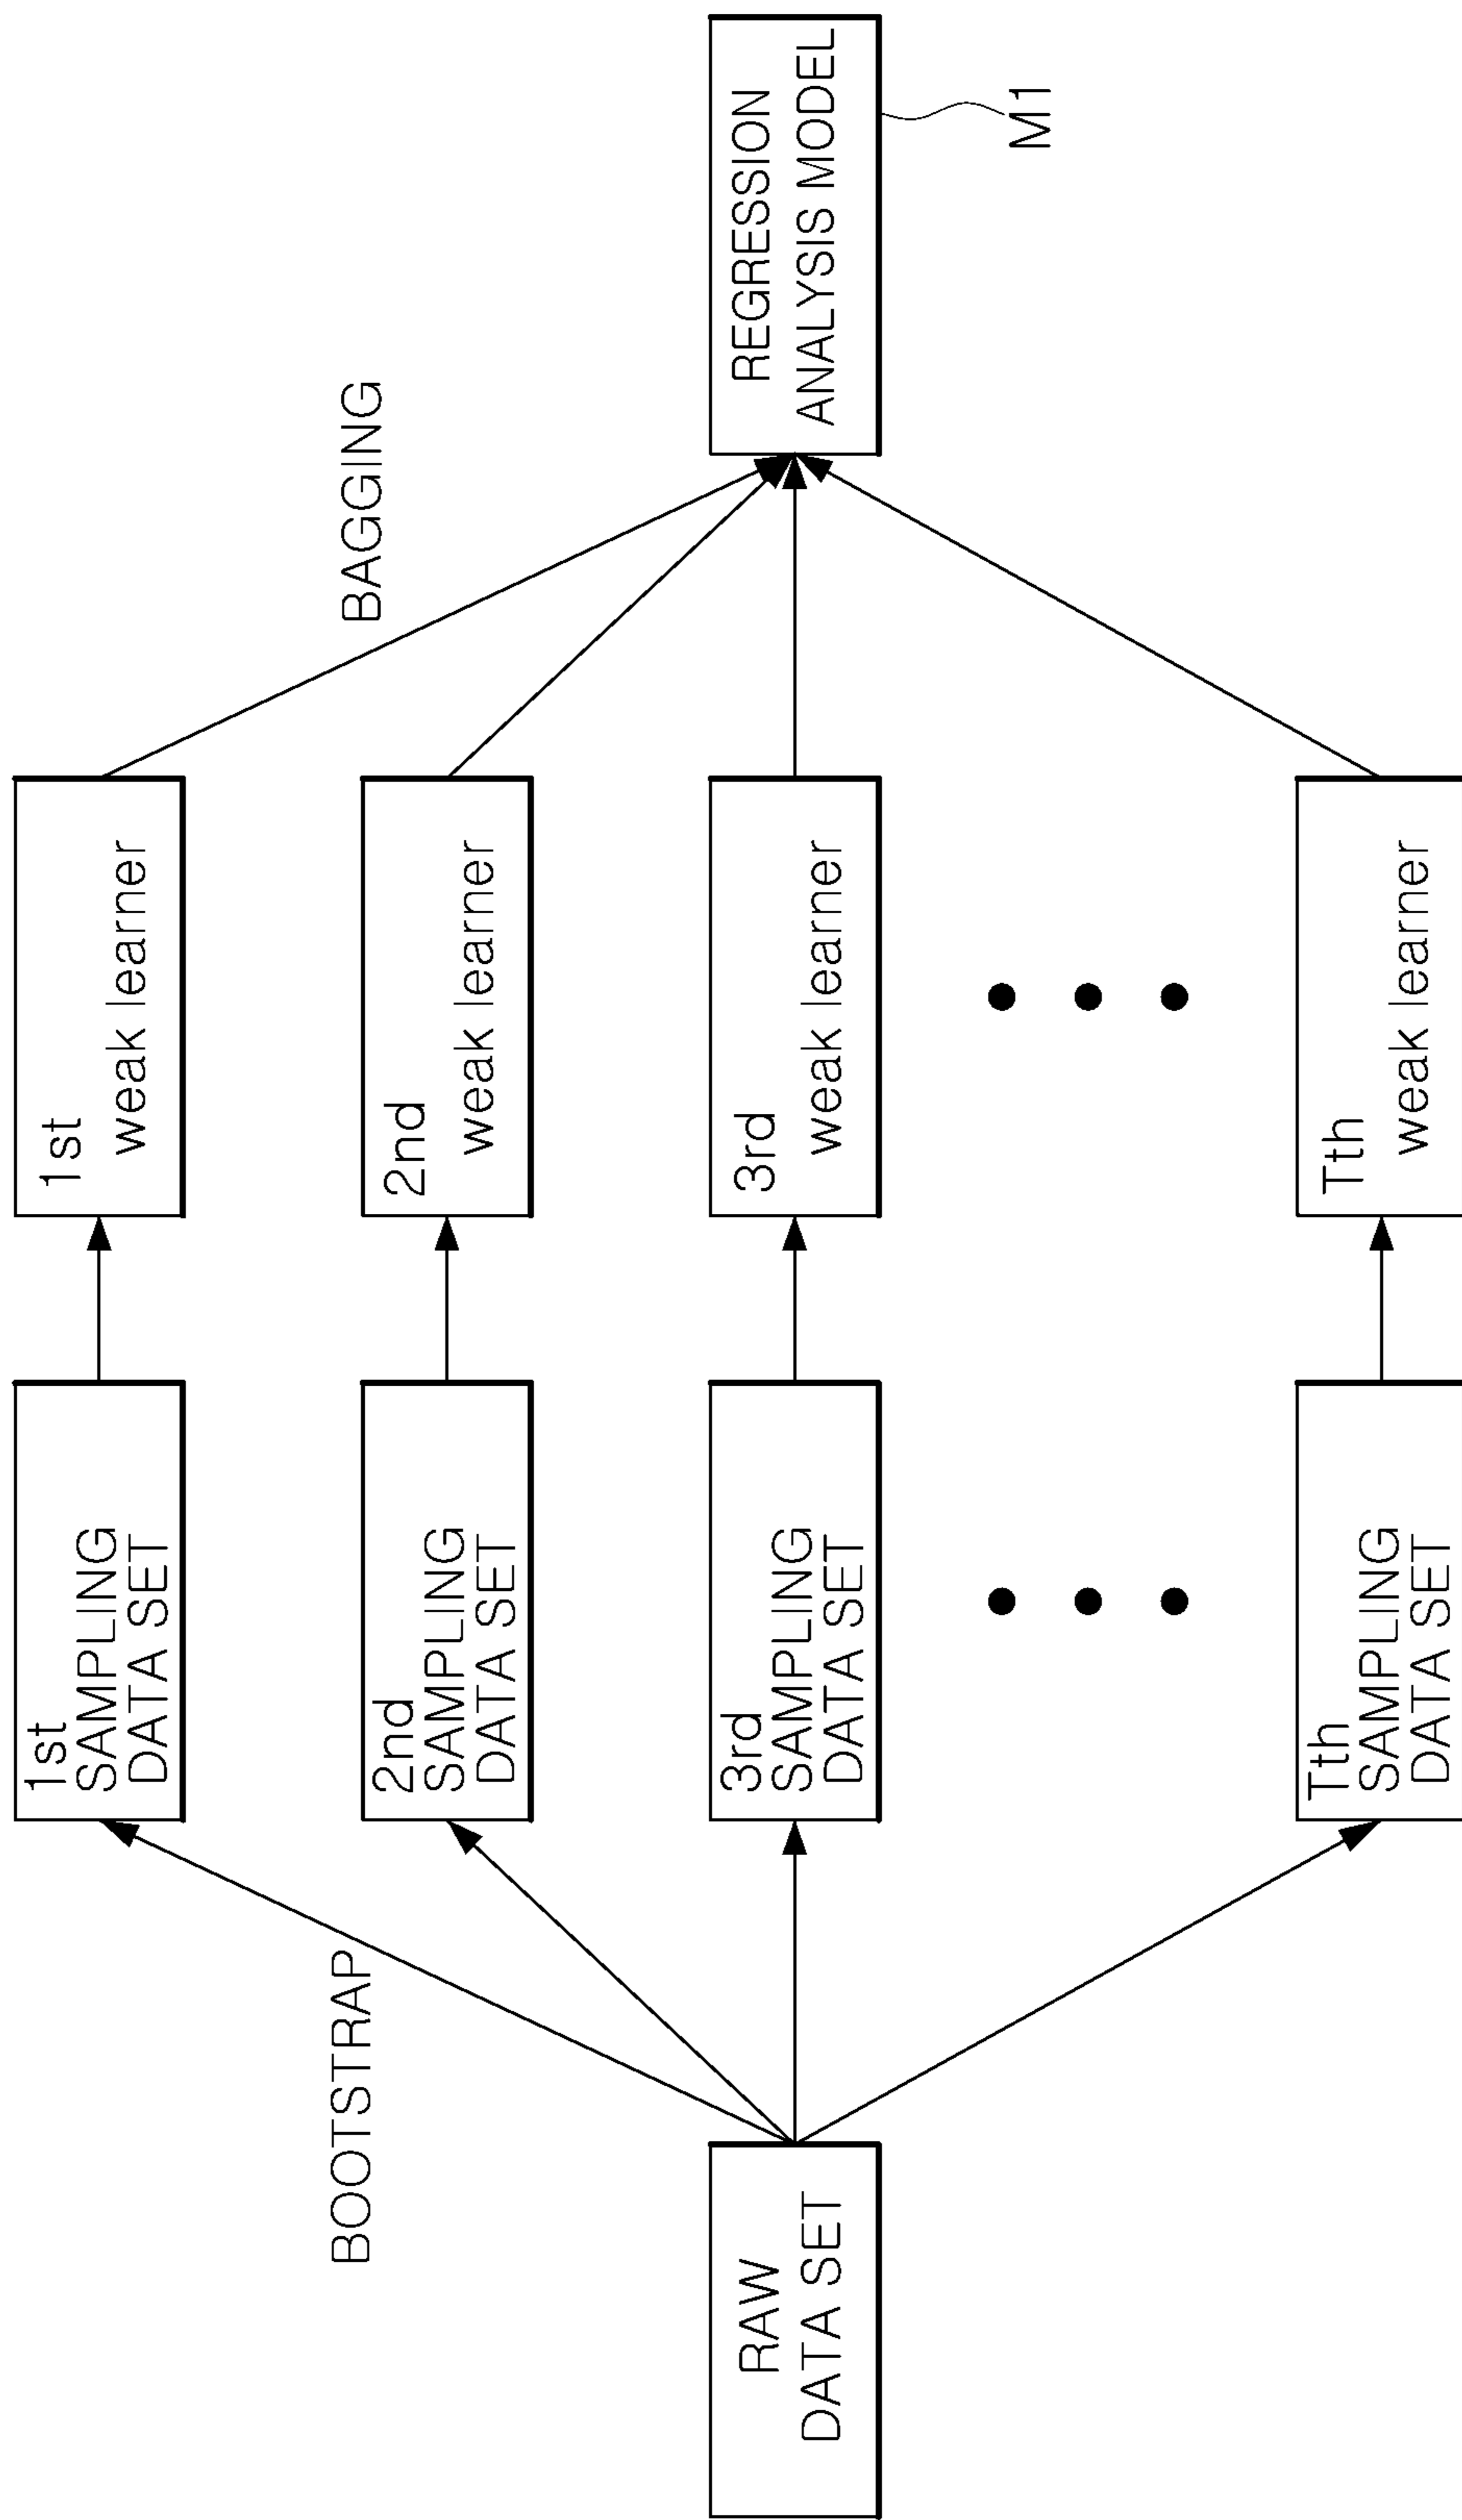 RAW
DATA SET
BOOTSTRAP
1st
SAMPLING
DATA SET
2nd
SAMPLING
DATA SET
3rd
SAMPLING
DATA SET
Tth
SAMPLING
DATA SET
1st
weak learner
2nd
weak learner
3rd
weak learner
Tth
weak learner
BAGGING
REGRESSION
ANALYSIS MODEL
M1